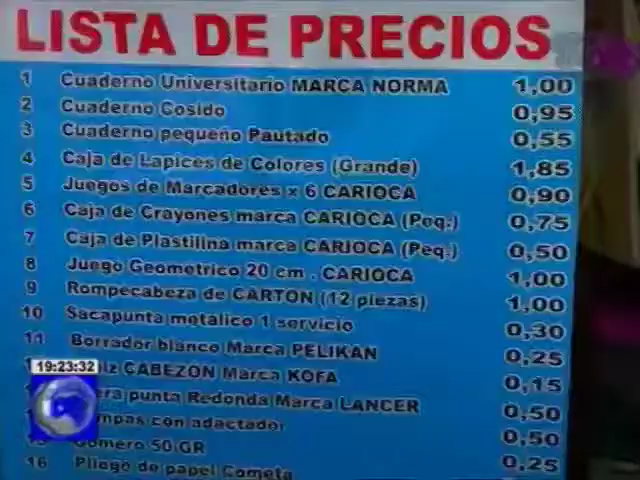 LISTA DE PRECIOS
1 Cuaderno Universitario MARCA NORMA 1,00
2 Cuaderno Cosido 0,95
3 Cuaderno pequeño Pautado 0,55
4 Caja de Lapices de Colores (Grande) 1,85
5 Juegos de Marcadores x 6 CARIOCA 0,90
6 Caja de Crayones marca CARIOCA (Peq.) 0,75
7 Caja de Plastilina marca CARIOCA (Peq.) 0,50
8 Juego Geometrico 20 cm . CARIOCA 1,00
9 Rompecabeza de CARTON (12 piezas) 1,00
10 Sacapunta metálico 1 servicio 0,30
11 Borrador blanco Marca PELIKAN 0,25
CABEZON Marca KOFA 0,15
punta Redonda Marca LANCER 0,50
con adactador 0,50
50 GR 0,25
16 Pliego de papel Cometa
19:23:32